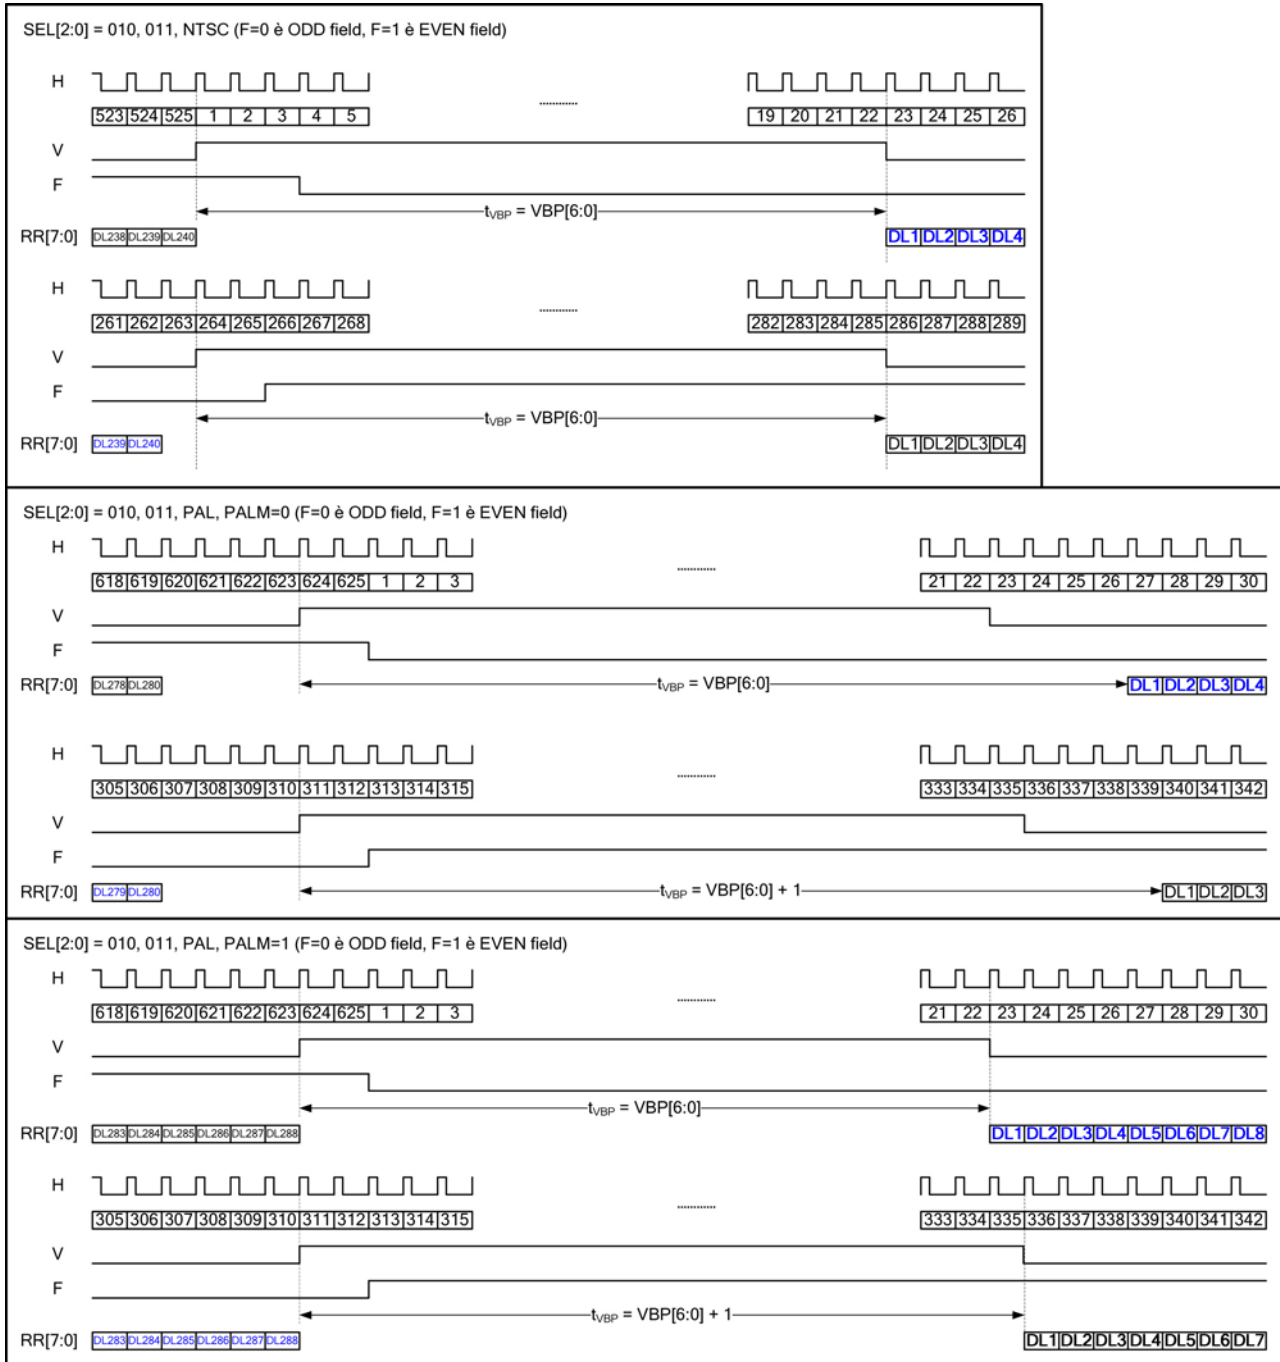 SEL[2:0] = 010, 011, NTSC (F=0 è ODD field, F=1 è EVEN field)
H
523 524 525 1 2 3 4 5 ............ 19 20 21 22 23 24 25 26
V
F
tVBP = VBP[6:0]
RR[7:0] DL238 DL239 DL240 DL1 DL2 DL3 DL4
H
261 262 263 264 265 266 267 268 ............ 282 283 284 285 286 287 288 289
V
F
tVBP = VBP[6:0]
RR[7:0] DL239 DL240 DL1 DL2 DL3 DL4
SEL[2:0] = 010, 011, PAL, PALM=0 (F=0 è ODD field, F=1 è EVEN field)
H
618 619 620 621 622 623 624 625 1 2 3 ............ 21 22 23 24 25 26 27 28 29 30
V
F
RR[7:0] DL278 DL280 tVBP = VBP[6:0] DL1 DL2 DL3 DL4
H
305 306 307 308 309 310 311 312 313 314 315 ............ 333 334 335 336 337 338 339 340 341 342
V
F
RR[7:0] DL279 DL280 tVBP = VBP[6:0] + 1 DL1 DL2 DL3
SEL[2:0] = 010, 011, PAL, PALM=1 (F=0 è ODD field, F=1 è EVEN field)
H
618 619 620 621 622 623 624 625 1 2 3 ............ 21 22 23 24 25 26 27 28 29 30
V
F
tVBP = VBP[6:0]
RR[7:0] DL283 DL284 DL285 DL286 DL287 DL288 DL1 DL2 DL3 DL4 DL5 DL6 DL7 DL8
H
305 306 307 308 309 310 311 312 313 314 315 ............ 333 334 335 336 337 338 339 340 341 342
V
F
tVBP = VBP[6:0] + 1
RR[7:0] DL283 DL284 DL285 DL286 DL287 DL288 DL1 DL2 DL3 DL4 DL5 DL6 DL7